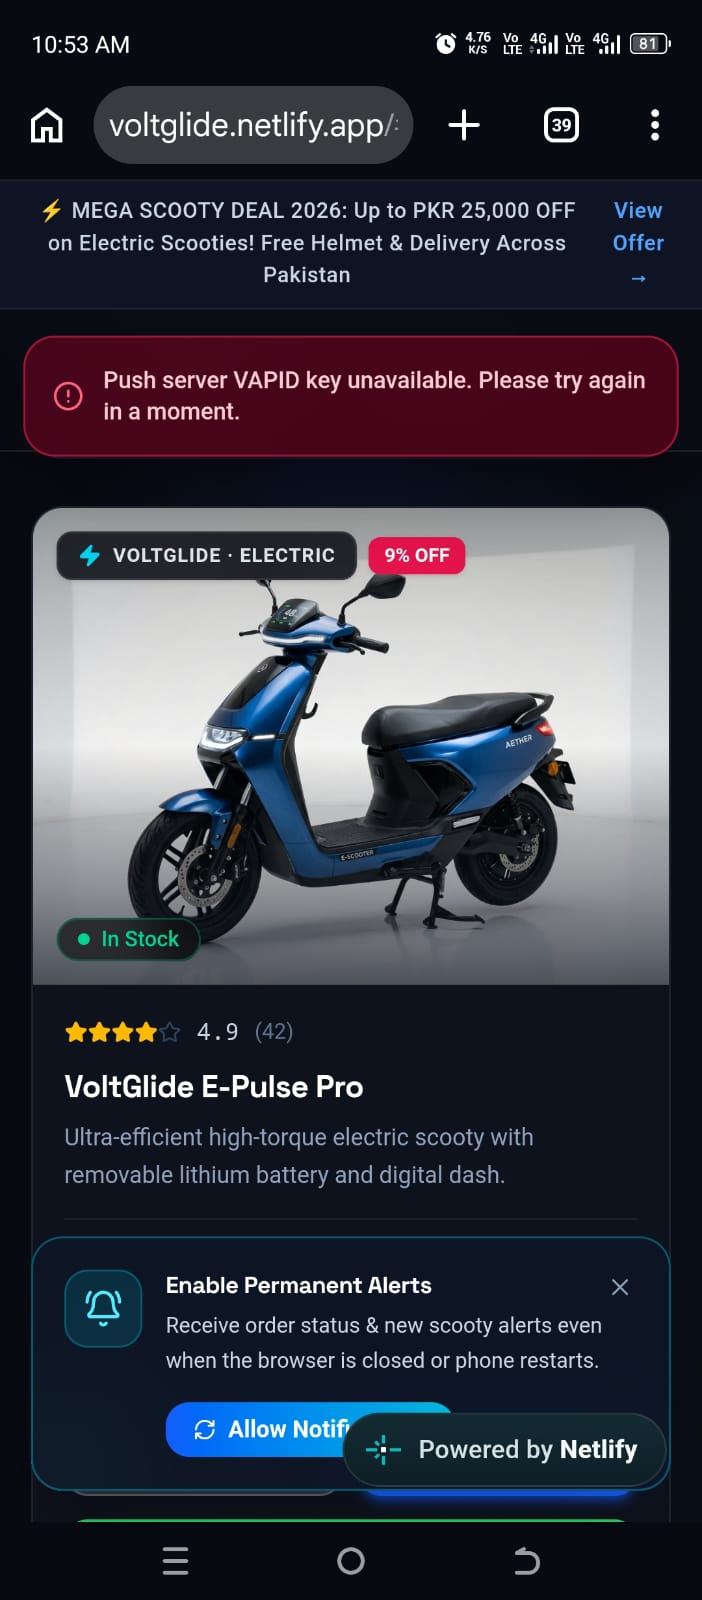 10:53 AM
4.76 K/S Vo LTE 4G Vo LTE 4G 81
voltglide.netlify.app/
39
⚡ MEGA SCOOTY DEAL 2026: Up to PKR 25,000 OFF
on Electric Scooties! Free Helmet & Delivery Across
Pakistan
View
Offer
→
Push server VAPID key unavailable. Please try again
in a moment.
VOLTGLIDE · ELECTRIC
9% OFF
48
AETHER
E-SCOOTER
In Stock
4.9 (42)
VoltGlide E-Pulse Pro
Ultra-efficient high-torque electric scooty with
removable lithium battery and digital dash.
Enable Permanent Alerts
Receive order status & new scooty alerts even
when the browser is closed or phone restarts.
Allow Notif
Powered by Netlify